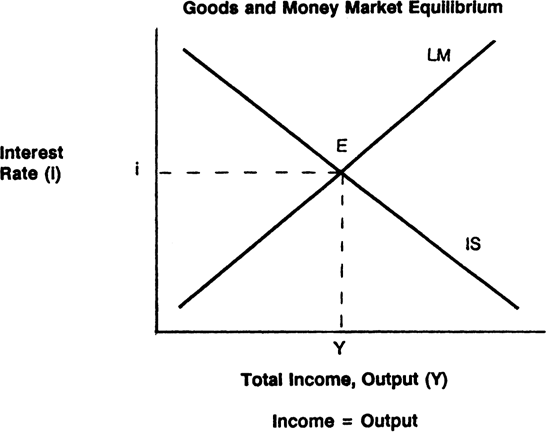 Goods and Money Market Equilibrium
LM
Interest
Rate (i)
E
i
IS
Y
Total Income, Output (Y)
Income = Output